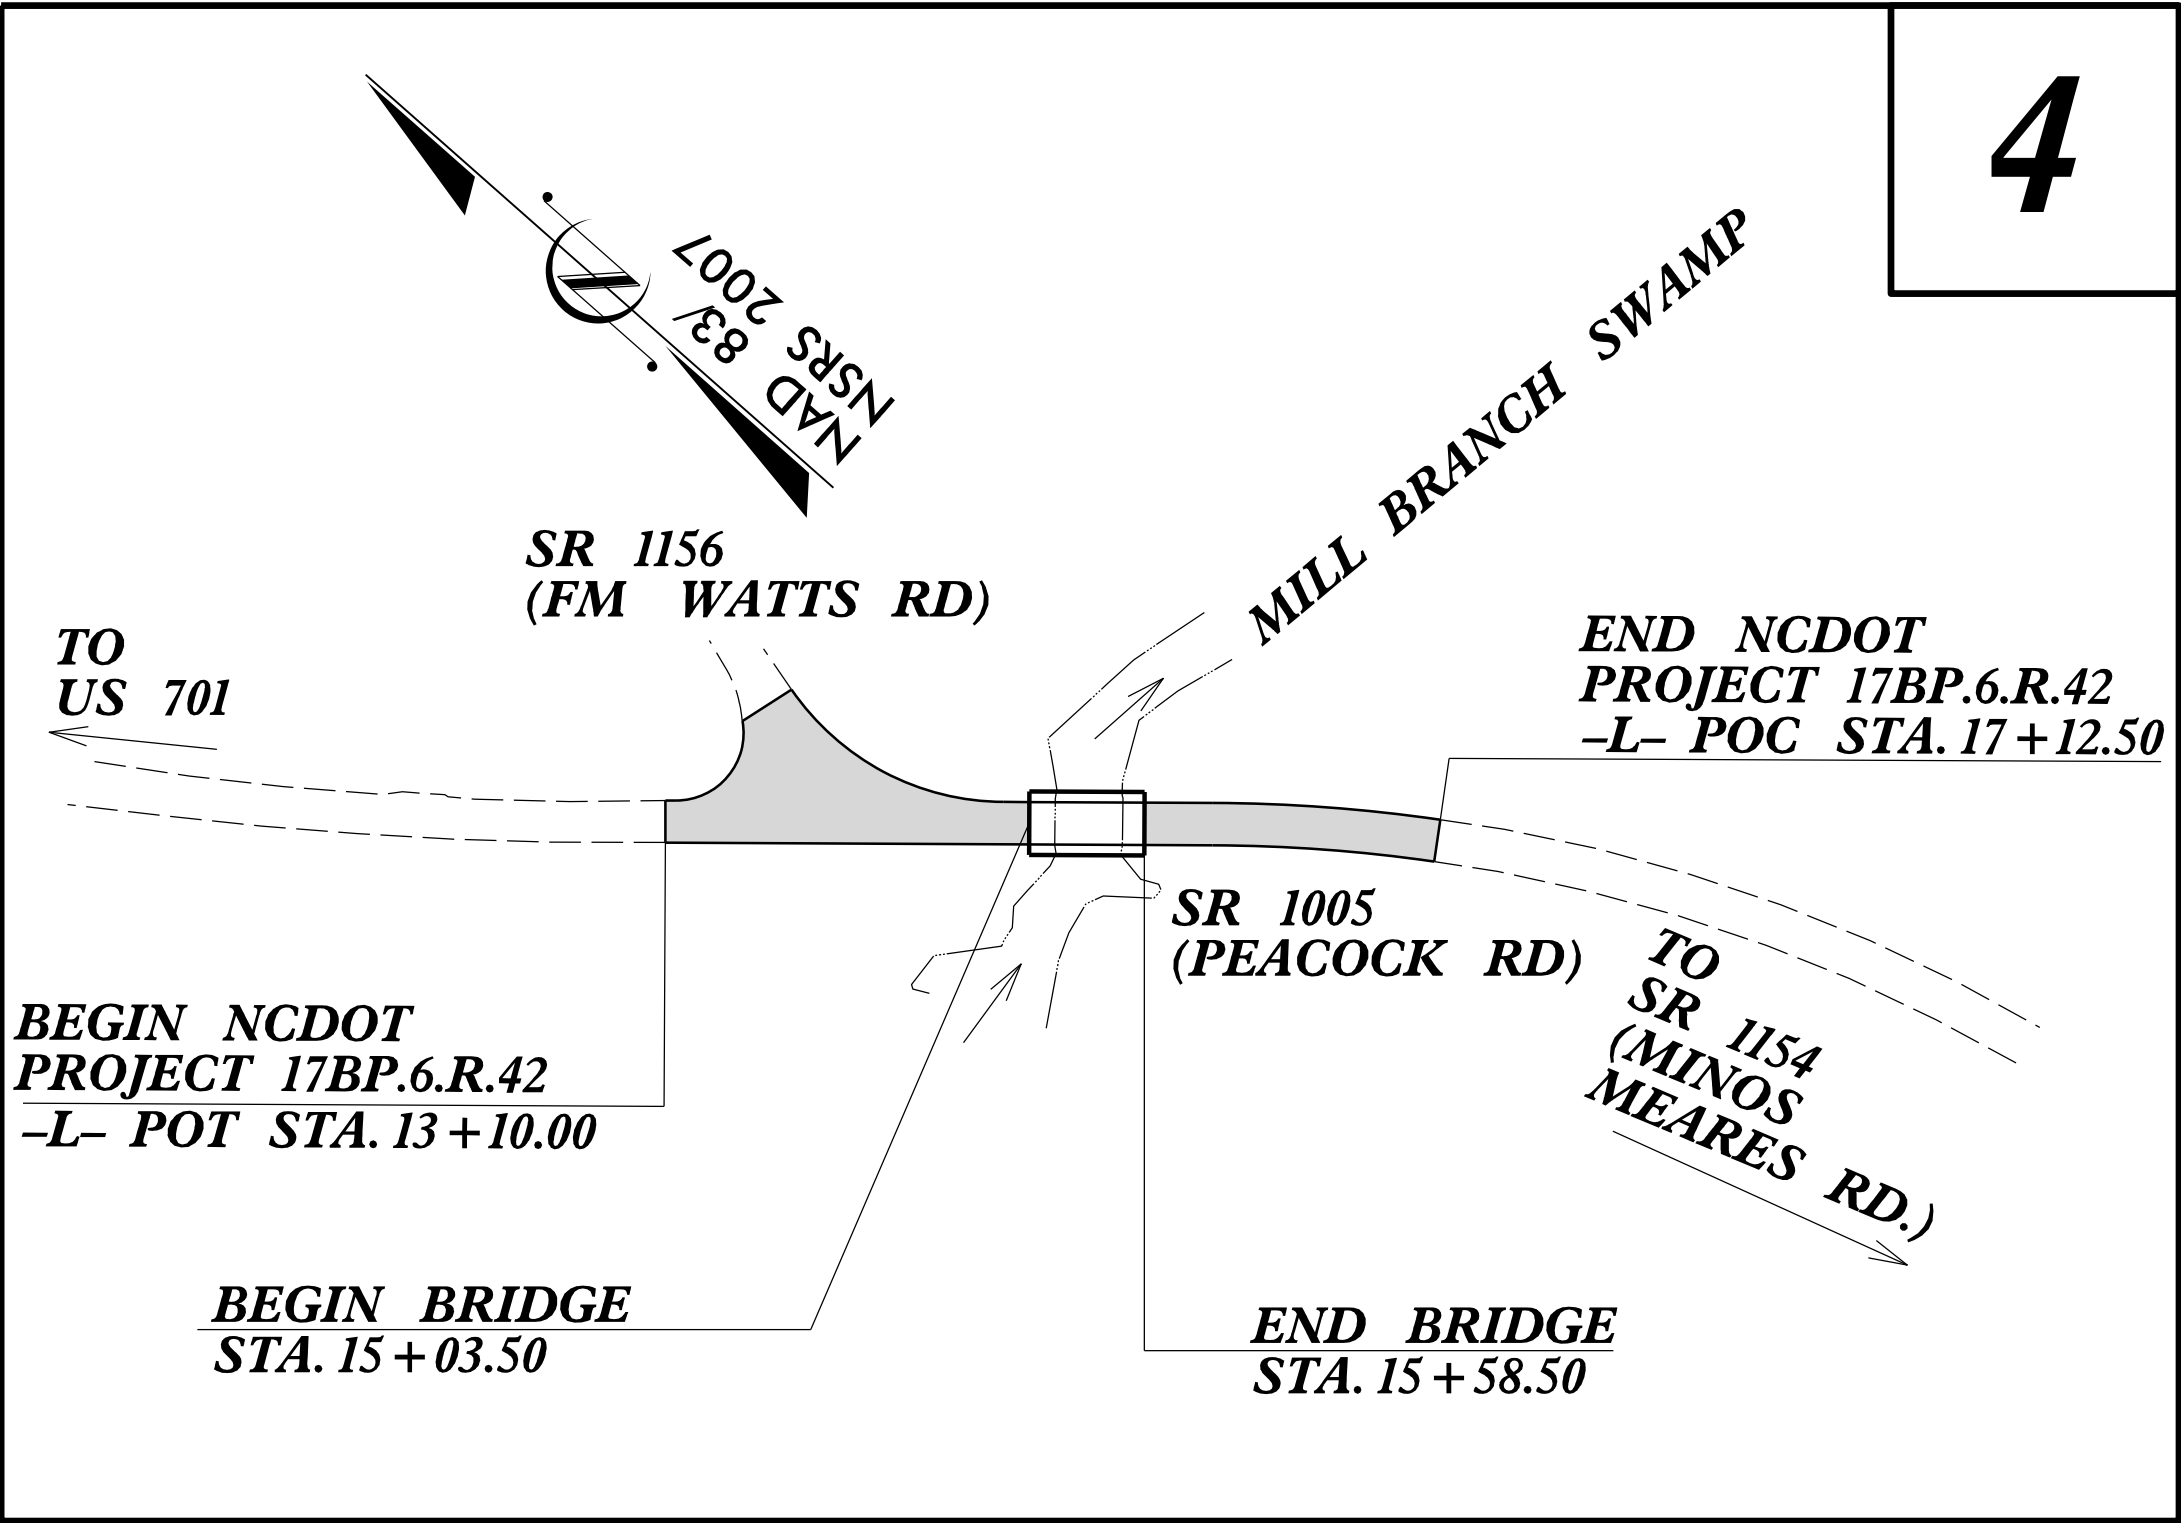 4
NAD 83/
NSRS 2007
MILL BRANCH SWAMP
SR 1156
(FM WATTS RD)
TO
US 701
END NCDOT
PROJECT 17BP.6.R.42
–L– POC STA. 17+12.50
SR 1005
(PEACOCK RD)
TO
SR 1154
(MINOS
MEARES RD.)
BEGIN NCDOT
PROJECT 17BP.6.R.42
–L– POT STA. 13+10.00
BEGIN BRIDGE
STA. 15+03.50
END BRIDGE
STA. 15+58.50